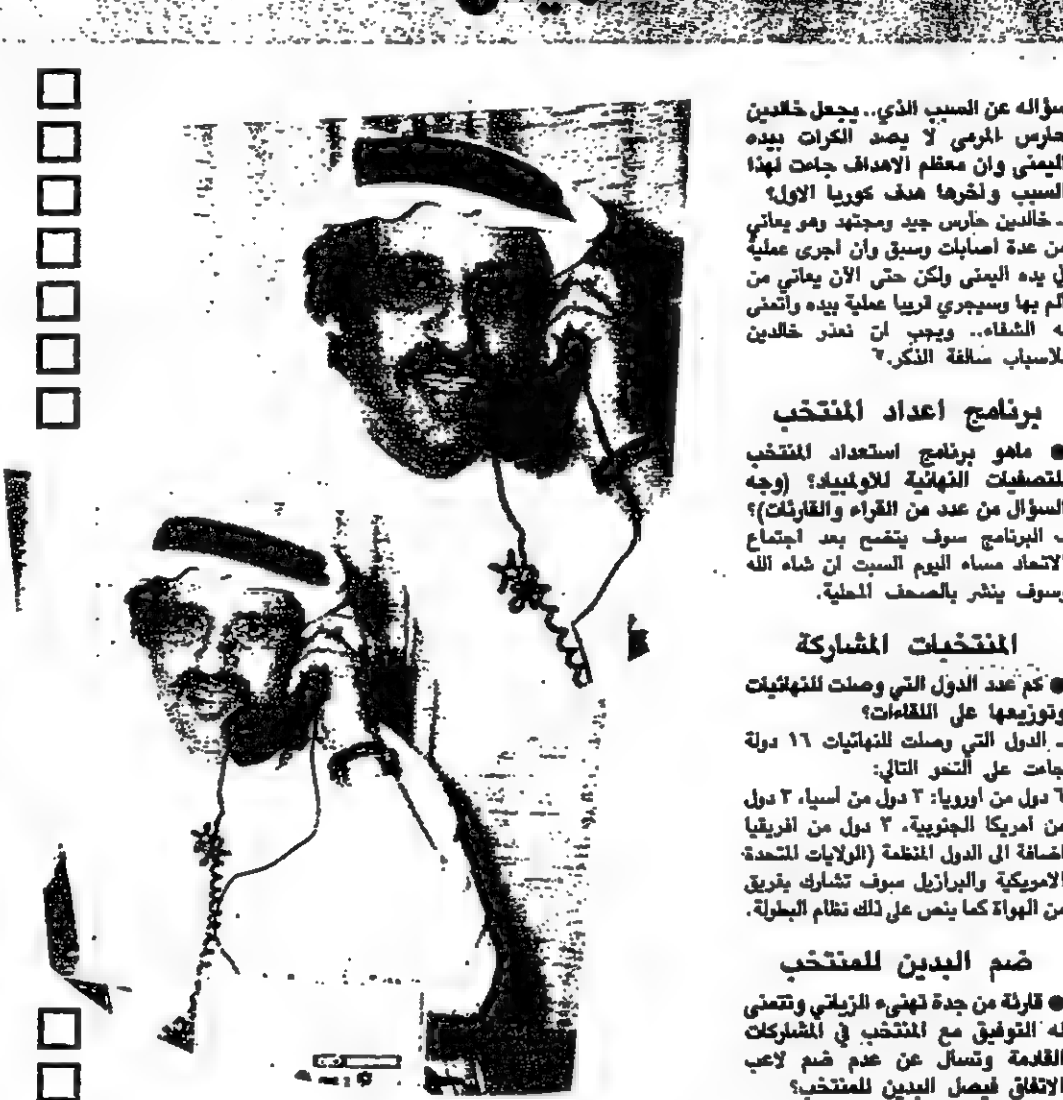 سؤاله عن السبب الذي.. يجعل خالدين
حارس المرمى لا يصد الكرات بيده
اليمنى وان معظم الاهداف جاءت لهذا
السبب وآخرها هدف كوريا الاول؟
ـ خالدين حارس جيد ومجتهد وهو يعاني
من عدة اصابات وسبق وان اجرى عملية
في يده اليمنى ولكن حتى الآن يعاني من
الم بها وسيجري قريبا عملية بيده واتمنى
له الشفاء.. ويجب ان نعذر خالدين
للاسباب سالفة الذكر.
برنامج اعداد المنتخب
● ماهو برنامج استعداد المنتخب
للتصفيات النهائية للاولمبياد؟ (وجه
السؤال من عدد من القراء والقارئات)؟
ـ البرنامج سوف يتضح بعد اجتماع
الاتحاد مساء اليوم السبت ان شاء الله
وسوف ينشر بالصحف المحلية.
المنتخبات المشاركة
● كم عدد الدول التي وصلت للنهائيات
وتوزيعها على اللقاءات؟
ـ الدول التي وصلت للنهائيات ١٦ دولة
جاءت على النحو التالي:
٦ دول من اوروبا: ٣ دول من آسيا، ٣ دول
من امريكا الجنوبية، ٣ دول من افريقيا
اضافة الى الدول المنظمة (الولايات المتحدة
الامريكية والبرازيل سوف تشارك بفريق
من الهواة كما ينص على ذلك نظام البطولة.
ضم البدين للمنتخب
● قارئة من جدة تهنىء الزياني وتتمنى
له التوفيق مع المنتخب في المشاركات
القادمة وتسأل عن عدم ضم لاعب
الاتفاق فيصل البدين للمنتخب؟